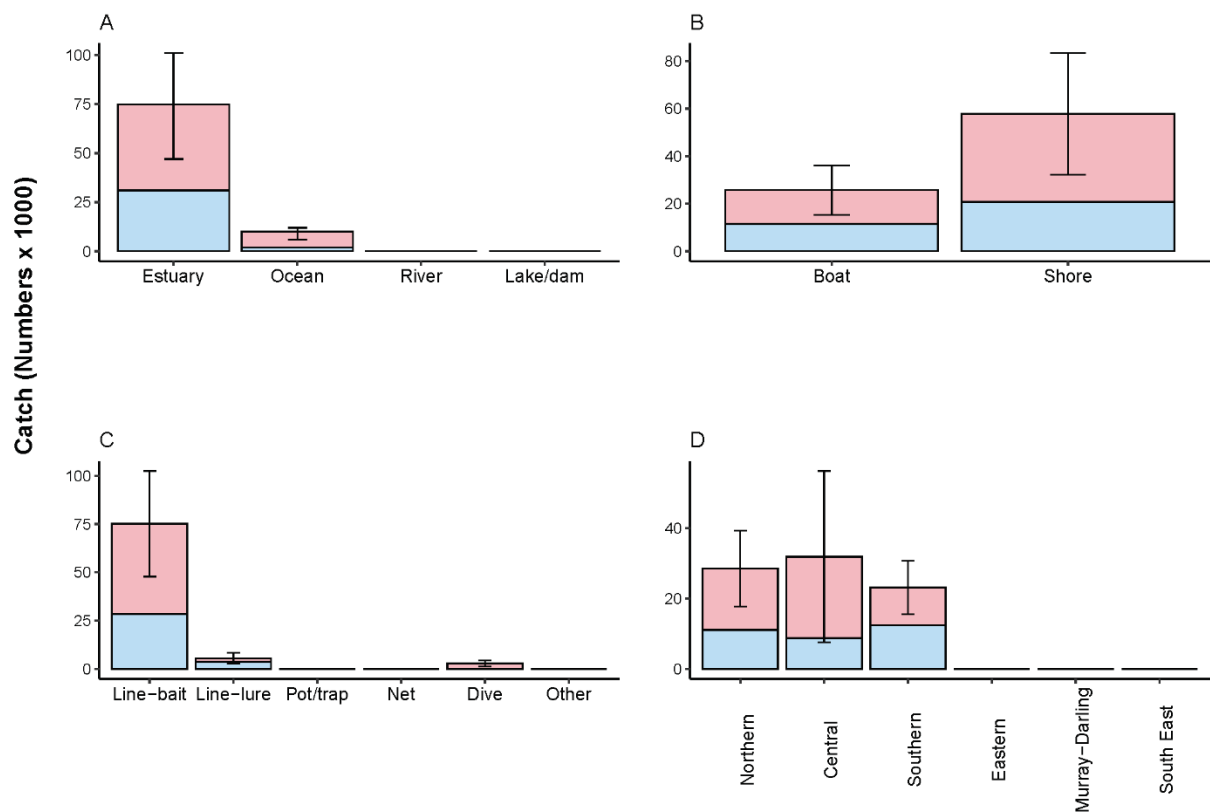 Catch (Numbers x 1000)
A
100
75
50
25
0
Estuary Ocean River Lake/dam
B
80
60
40
20
0
Boat Shore
C
100
75
50
25
0
Line−bait Line−lure Pot/trap Net Dive Other
D
40
20
0
Northern
Central
Southern
Eastern
Murray−Darling
South East